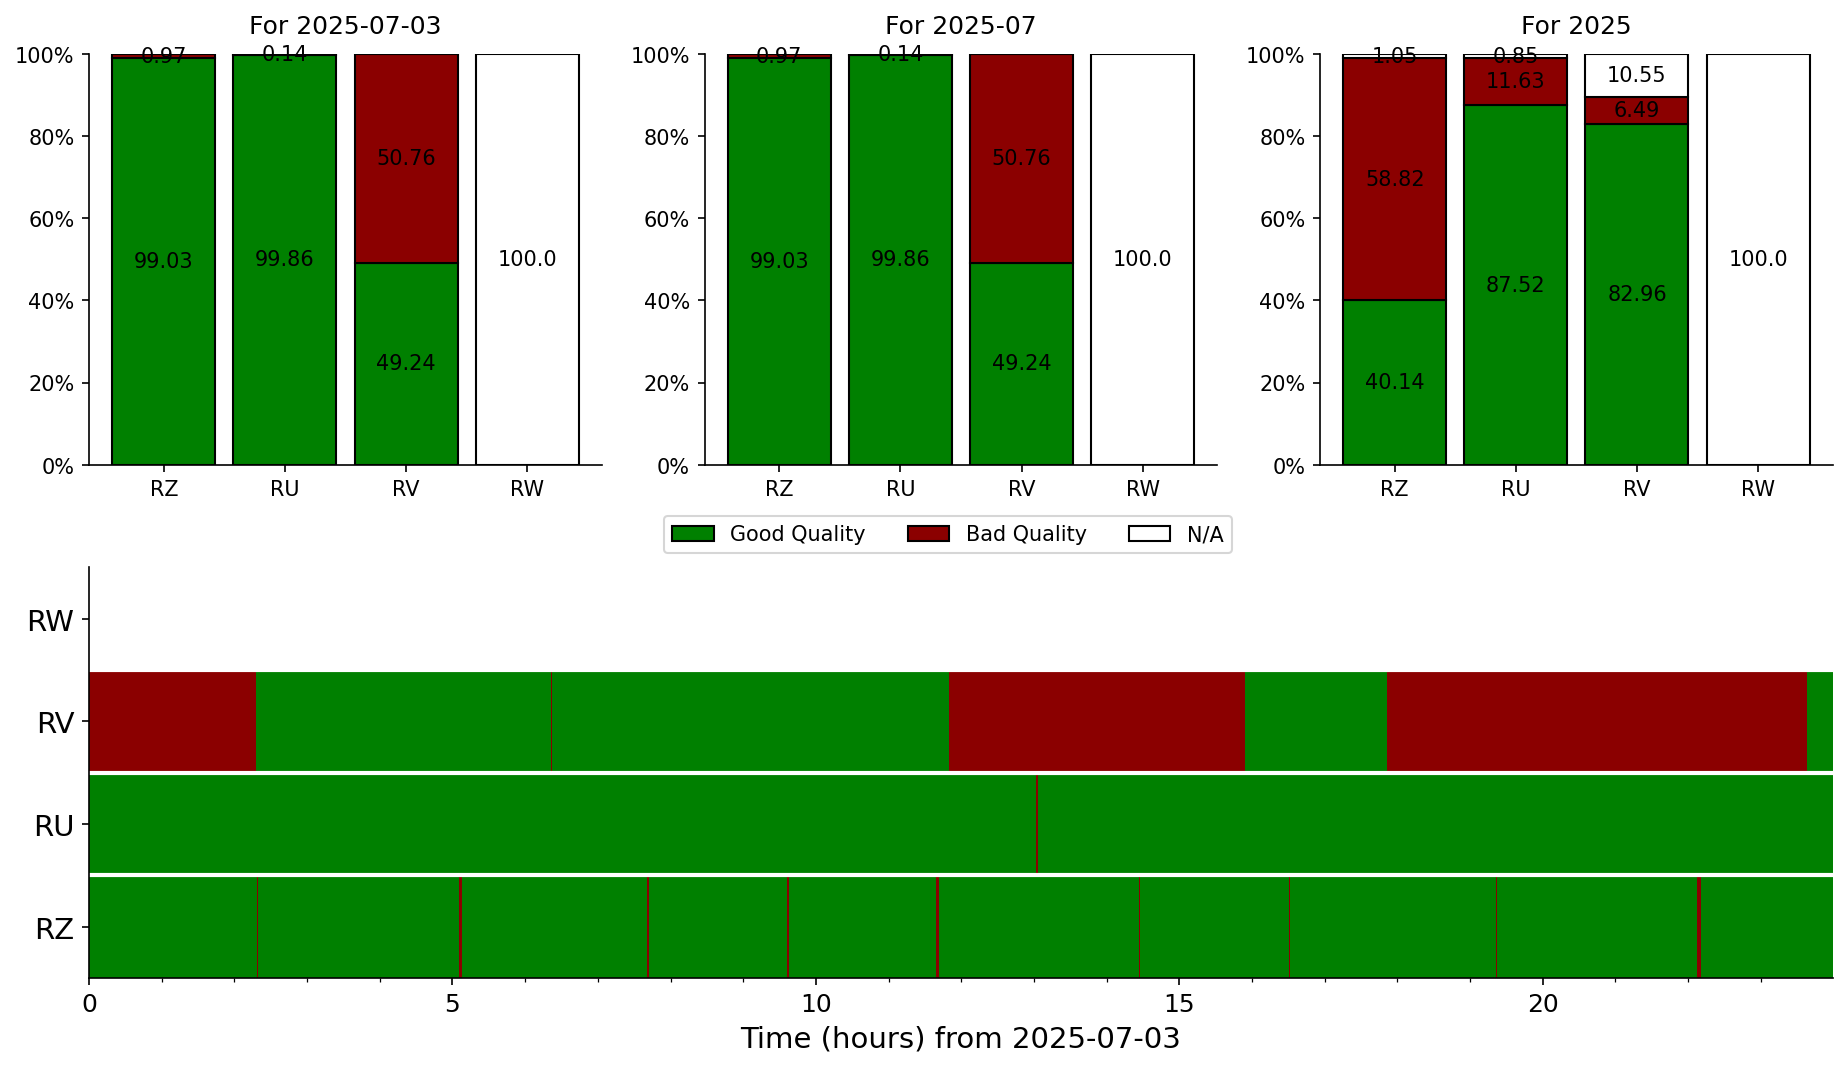 For 2025-07-03 For 2025-07 For 2025
100% 0.97 0.14 100% 0.97 0.14 100% 1.05 0.85
11.63 10.55
6.49
80% 80% 80%
50.76 50.76 58.82
60% 60% 60%
99.03 99.86 100.0 99.03 99.86 100.0 87.52 82.96 100.0
40% 40% 40%
49.24 49.24 40.14
20% 20% 20%
0% 0% 0%
RZ RU RV RW RZ RU RV RW RZ RU RV RW
Good Quality Bad Quality N/A
RW
RV
RU
RZ
0 5 10 15 20
Time (hours) from 2025-07-03